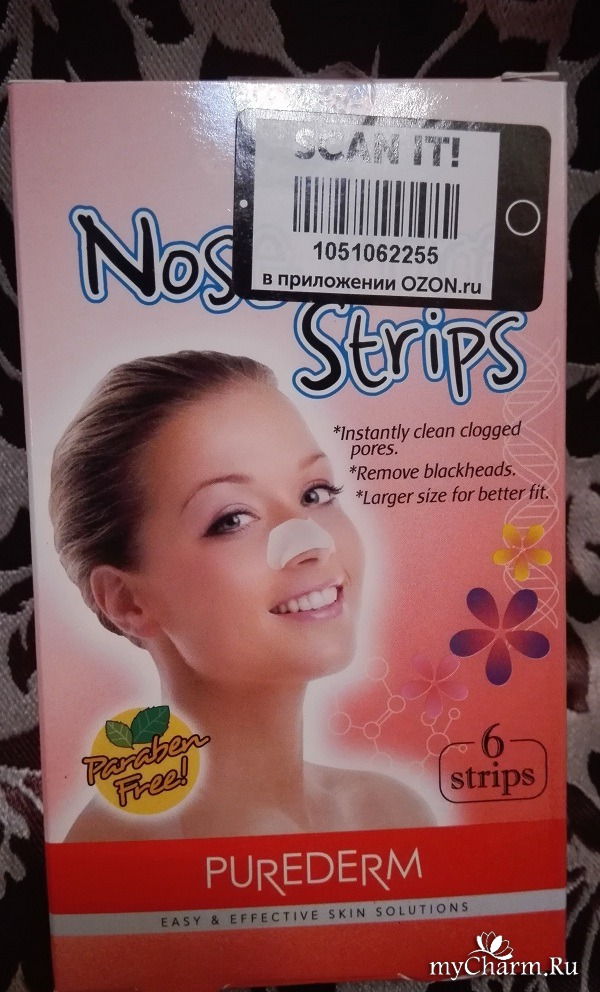 SCAN IT!
1051062255
в приложении OZON.ru
Nos
Strips
*Instantly clean clogged
pores.
*Remove blackheads.
*Larger size for better fit.
Paraben
Free!
6
strips
PUREDERM
EASY & EFFECTIVE SKIN SOLUTIONS
myCharm.Ru